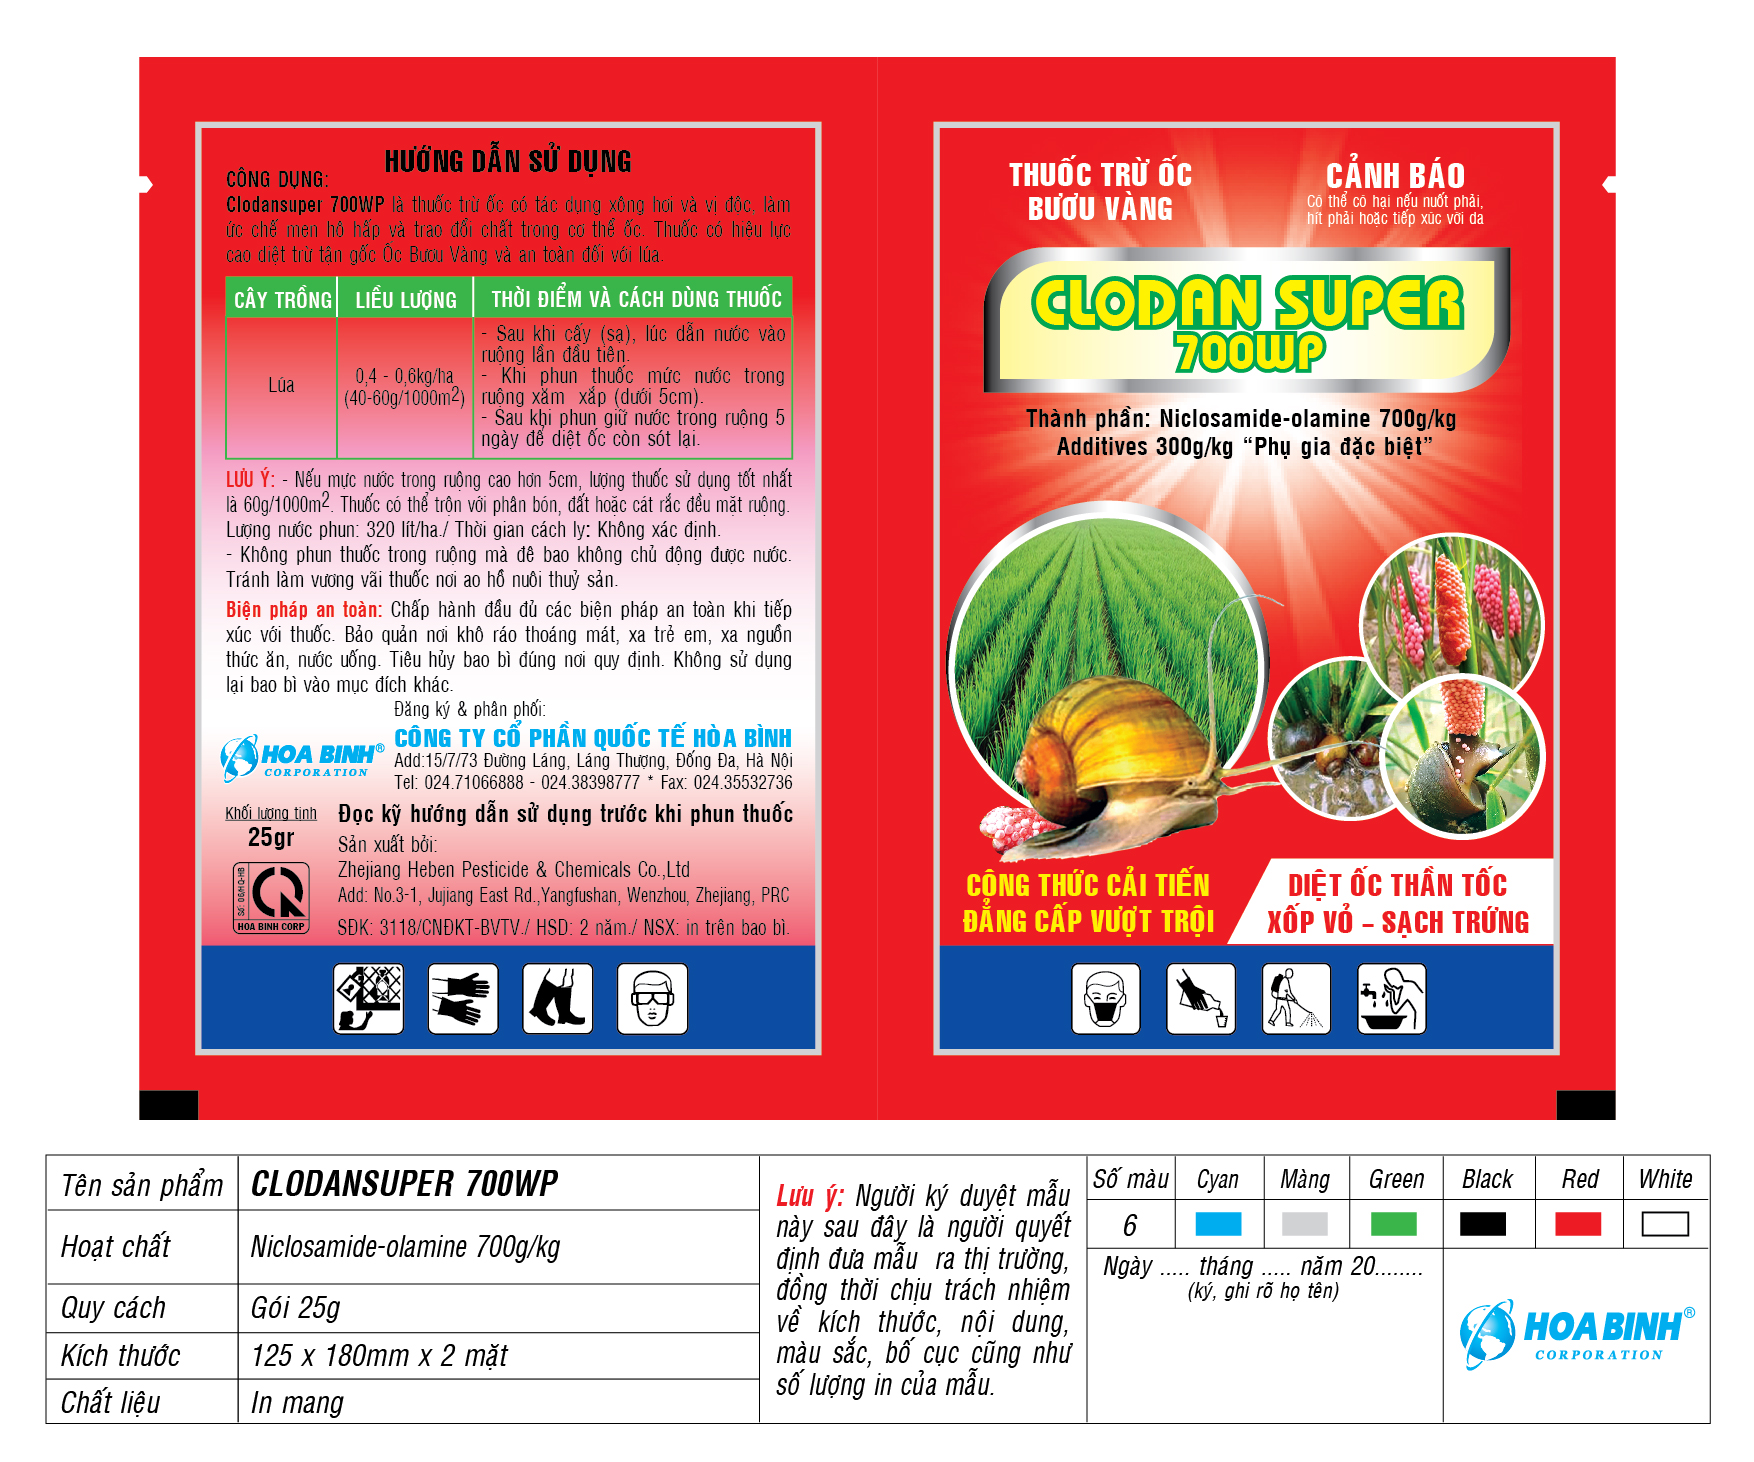 HƯỚNG DẪN SỬ DỤNG
CÔNG DỤNG:
Clodansuper 700WP là thuốc trừ ốc có tác dụng xông hơi và vị độc, làm
ức chế men hô hấp và trao đổi chất trong cơ thể ốc. Thuốc có hiệu lực
cao diệt trừ tận gốc Ốc Bươu Vàng và an toàn đối với lúa.
CÂY TRỒNG LIỀU LƯỢNG THỜI ĐIỂM VÀ CÁCH DÙNG THUỐC
Lúa
0,4 - 0,6kg/ha
(40-60g/1000m2)
- Sau khi cấy (sạ), lúc dẫn nước vào
ruộng lần đầu tiên.
- Khi phun thuốc mức nước trong
ruộng xăm xắp (dưới 5cm).
- Sau khi phun giữ nước trong ruộng 5
ngày để diệt ốc còn sót lại.
LƯU Ý: - Nếu mực nước trong ruộng cao hơn 5cm, lượng thuốc sử dụng tốt nhất
là 60g/1000m2. Thuốc có thể trộn với phân bón, đất hoặc cát rắc đều mặt ruộng.
Lượng nước phun: 320 lít/ha./ Thời gian cách ly: Không xác định.
- Không phun thuốc trong ruộng mà đê bao không chủ động được nước.
Tránh làm vương vãi thuốc nơi ao hồ nuôi thuỷ sản.
Biện pháp an toàn: Chấp hành đầu đủ các biện pháp an toàn khi tiếp
xúc với thuốc. Bảo quản nơi khô ráo thoáng mát, xa trẻ em, xa nguồn
thức ăn, nước uống. Tiêu hủy bao bì đúng nơi quy định. Không sử dụng
lại bao bì vào mục đích khác.
Đăng ký & phân phối:
HOA BINH®
CORPORATION
CÔNG TY CỔ PHẦN QUỐC TẾ HÒA BÌNH
Add:15/7/73 Đường Láng, Láng Thượng, Đống Đa, Hà Nội
Tel: 024.71066888 - 024.38398777 * Fax: 024.35532736
Khối lượng tịnh
25gr
Đọc kỹ hướng dẫn sử dụng trước khi phun thuốc
Sản xuất bởi:
Zhejiang Heben Pesticide & Chemicals Co.,Ltd
Add: No.3-1, Jujiang East Rd.,Yangfushan, Wenzhou, Zhejiang, PRC
SĐK: 3118/CNĐKT-BVTV./ HSD: 2 năm./ NSX: in trên bao bì.
Số: 06/HQ-HB
HOA BINH CORP
THUỐC TRỪ ỐC
BƯƠU VÀNG
CẢNH BÁO
Có thể có hại nếu nuốt phải,
hít phải hoặc tiếp xúc với da
CLODAN SUPER
700WP
Thành phần: Niclosamide-olamine 700g/kg
Additives 300g/kg “Phụ gia đặc biệt”
CÔNG THỨC CẢI TIẾN
ĐẲNG CẤP VƯỢT TRỘI
DIỆT ỐC THẦN TỐC
XỐP VỎ – SẠCH TRỨNG
Tên sản phẩm CLODANSUPER 700WP
Hoạt chất Niclosamide-olamine 700g/kg
Quy cách Gói 25g
Kích thước 125 x 180mm x 2 mặt
Chất liệu In mang
Lưu ý: Người ký duyệt mẫu
này sau đây là người quyết
định đưa mẫu ra thị trường,
đồng thời chịu trách nhiệm
về kích thước, nội dung,
màu sắc, bố cục cũng như
số lượng in của mẫu.
Số màu Cyan Màng Green Black Red White
6
Ngày ..... tháng ..... năm 20........
(ký, ghi rõ họ tên)
HOA BINH®
CORPORATION